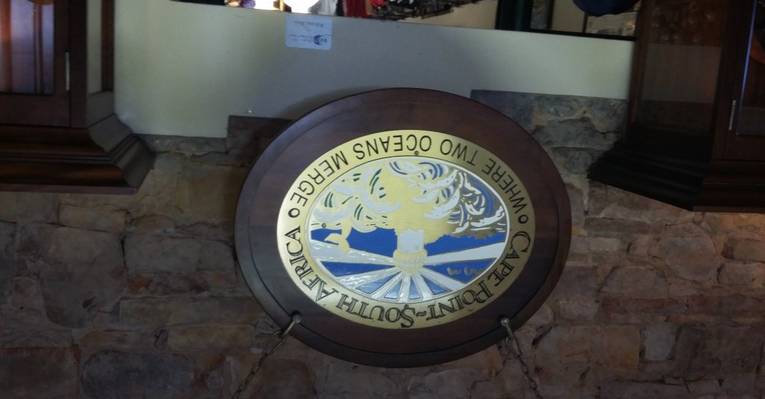 CAPE POINT~SOUTH AFRICA
WHERE TWO OCEANS MERGE